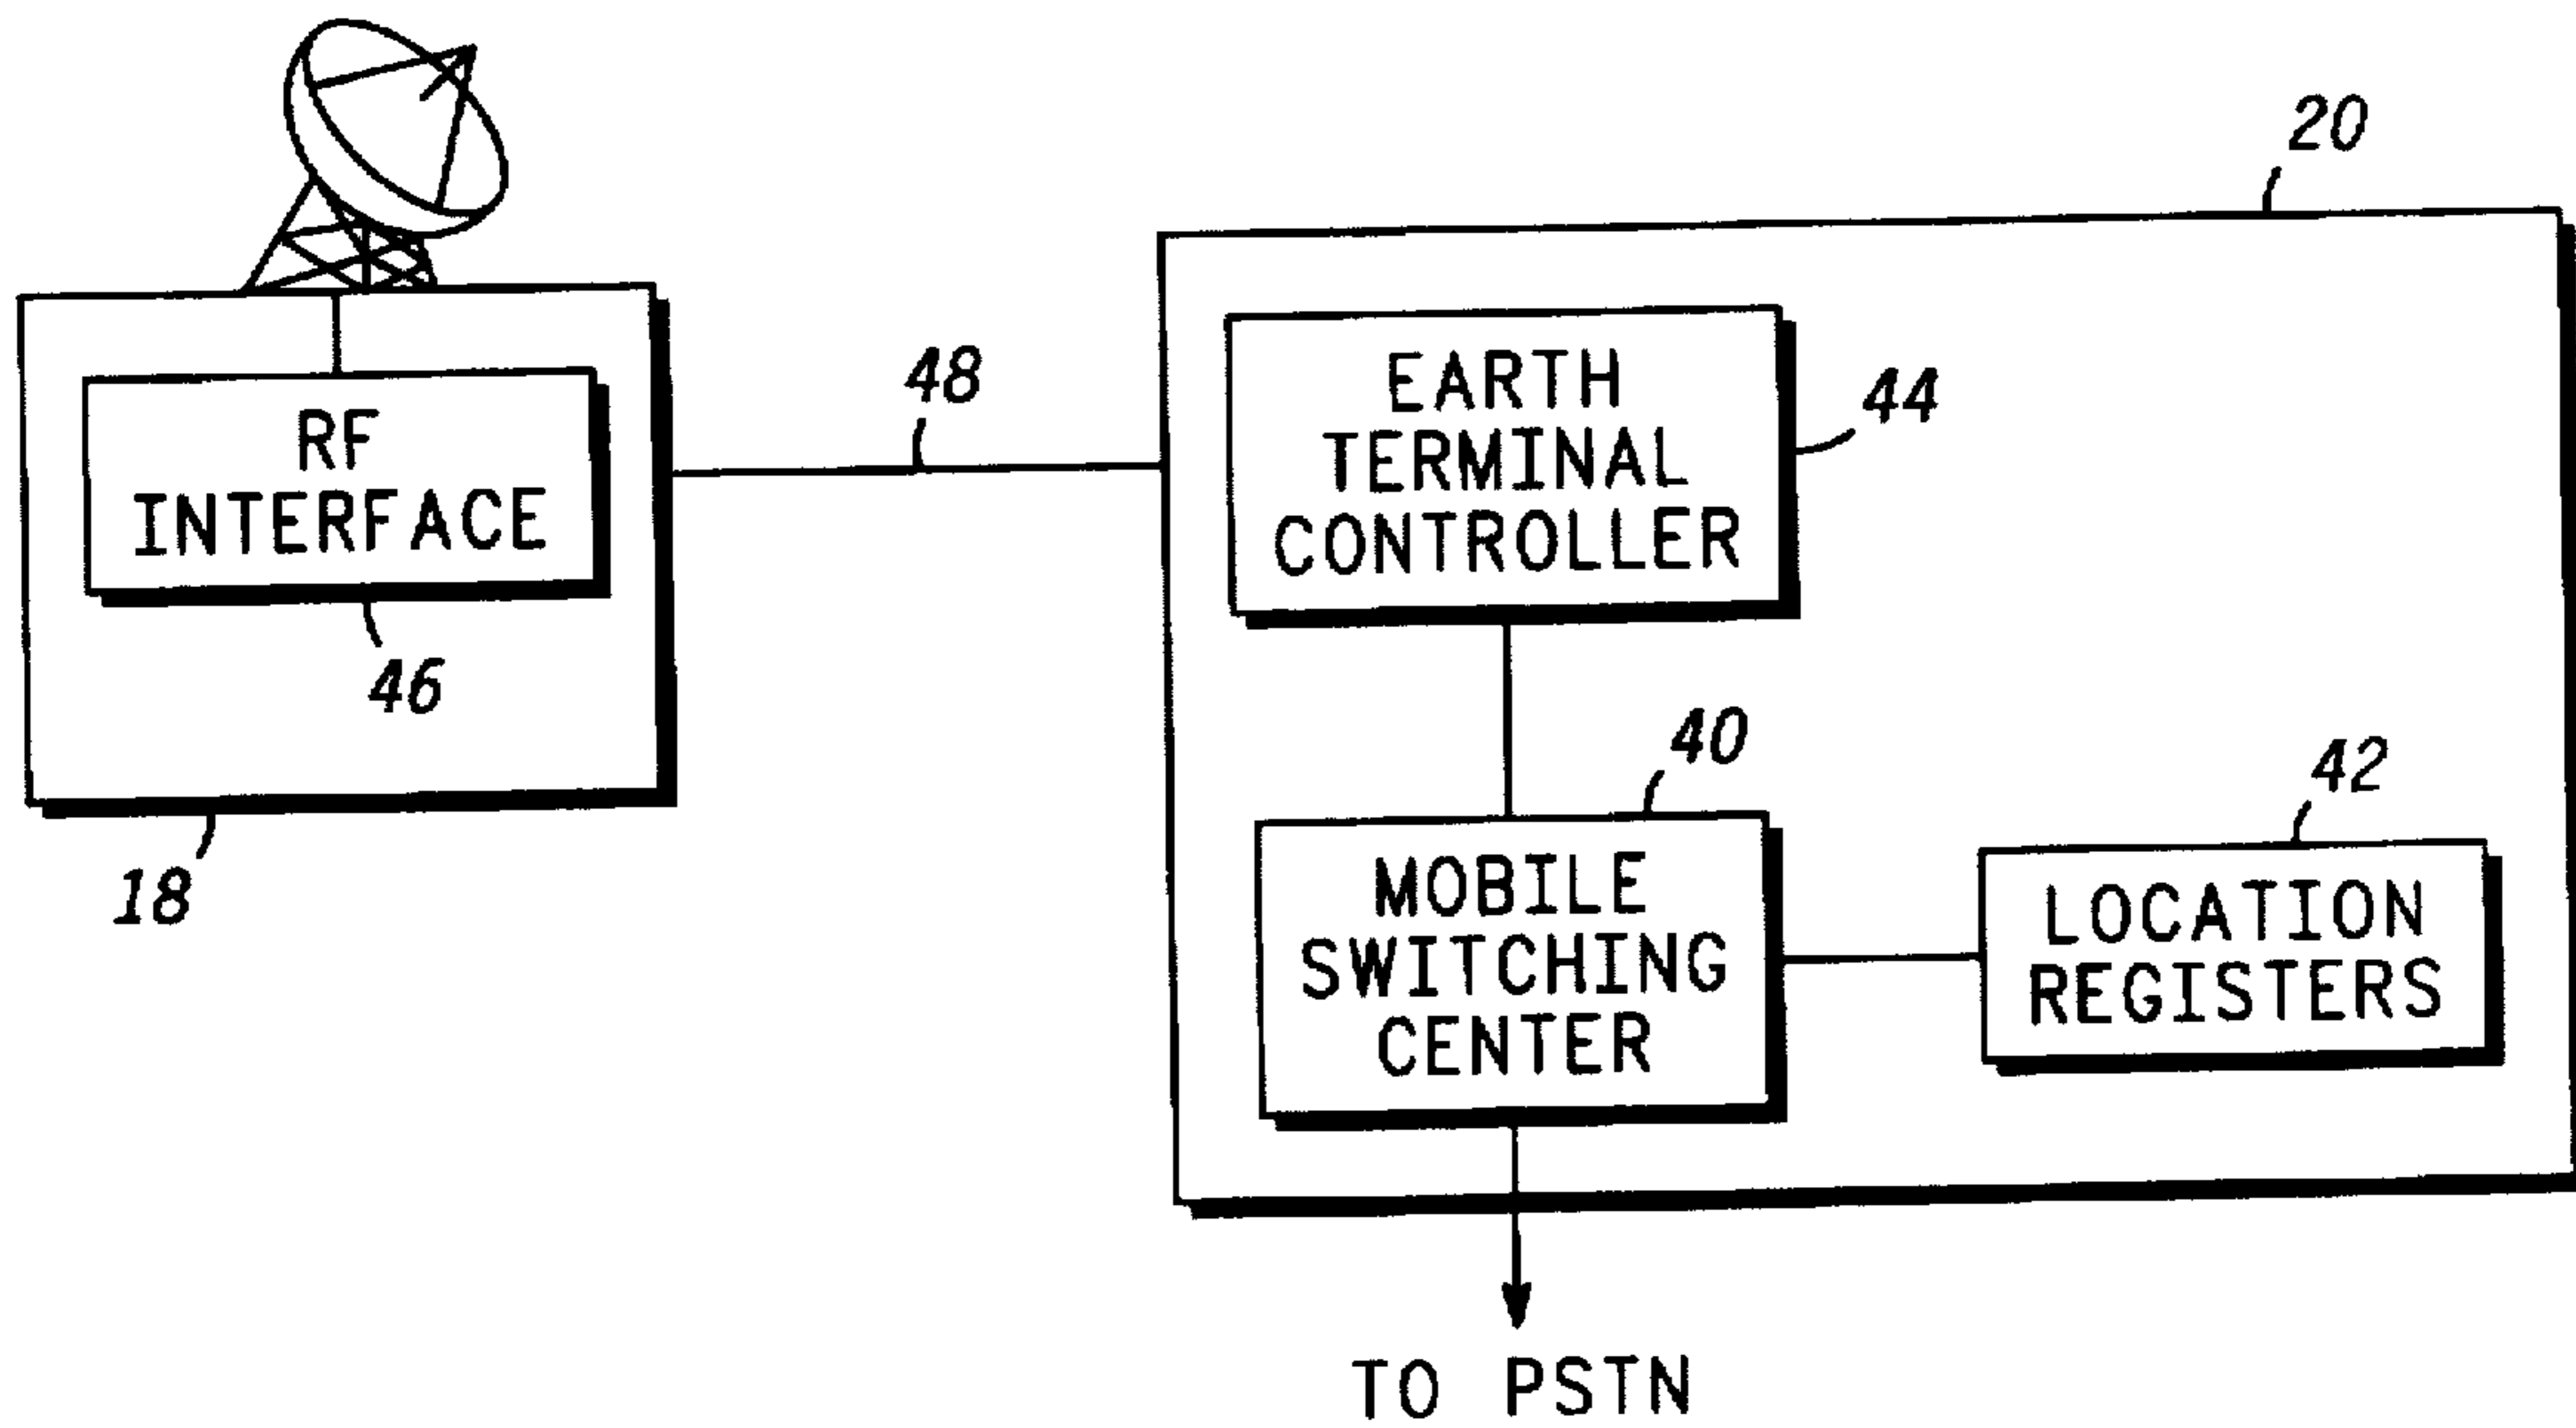 20
48
RF
INTERFACE
46
18
EARTH
TERMINAL
CONTROLLER
44
40
MOBILE
SWITCHING
CENTER
42
LOCATION
REGISTERS
TO PSTN